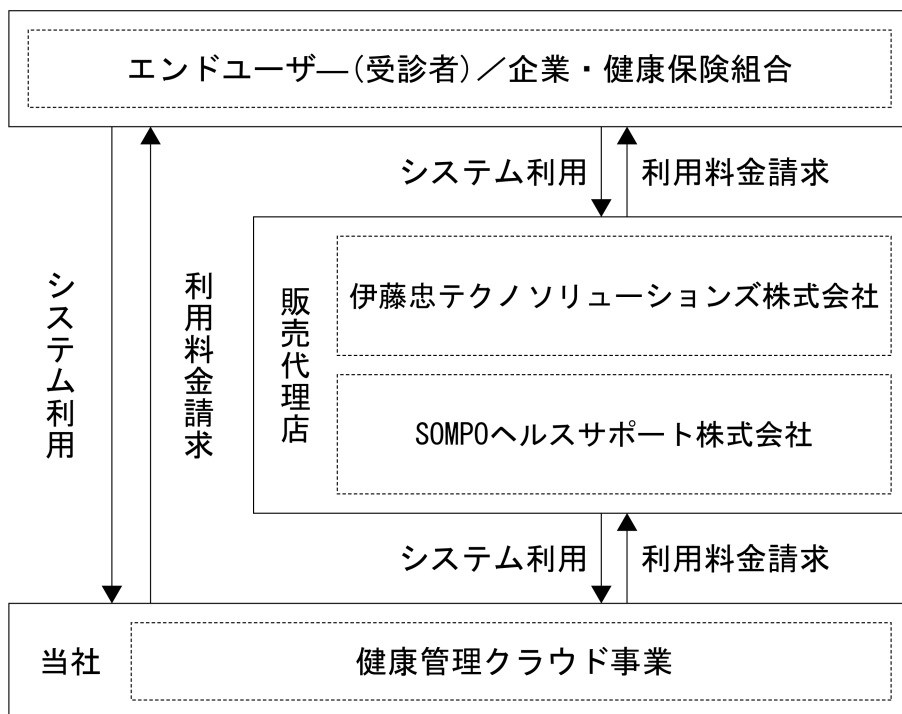 エンドユーザ―(受診者)／企業・健康保険組合
システム利用
利用料金請求
システム利用
利用料金請求
販売代理店
伊藤忠テクノソリューションズ株式会社
SOMPOヘルスサポート株式会社
システム利用
利用料金請求
当社
健康管理クラウド事業